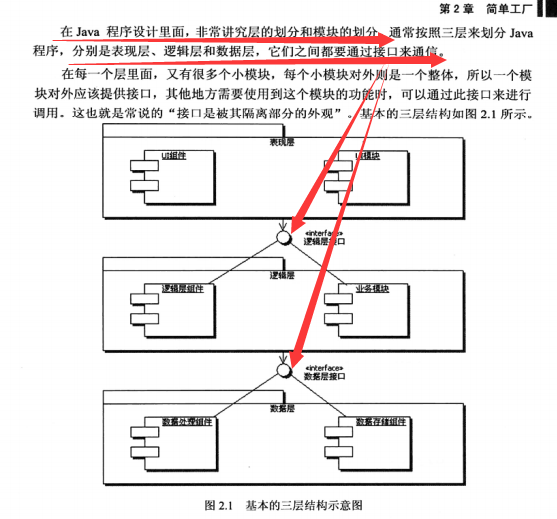 第 2 章 简单工厂
在 Java 程序设计里面，非常讲究层的划分和模块的划分。通常按照三层来划分 Java
程序，分别是表现层、逻辑层和数据层，它们之间都要通过接口来通信。
在每一个层里面，又有很多个小模块，每个小模块对外则是一个整体，所以一个模
块对外应该提供接口，其他地方需要使用到这个模块的功能时，可以通过此接口来进行
调用。这也就是常说的“接口是被其隔离部分的外观”。基本的三层结构如图 2.1 所示。
表现层
UI组件
UI模块
«interface»
逻辑层接口
逻辑层
逻辑层组件
业务模块
«interface»
数据层接口
数据层
数据处理组件
数据存储组件
图 2.1 基本的三层结构示意图